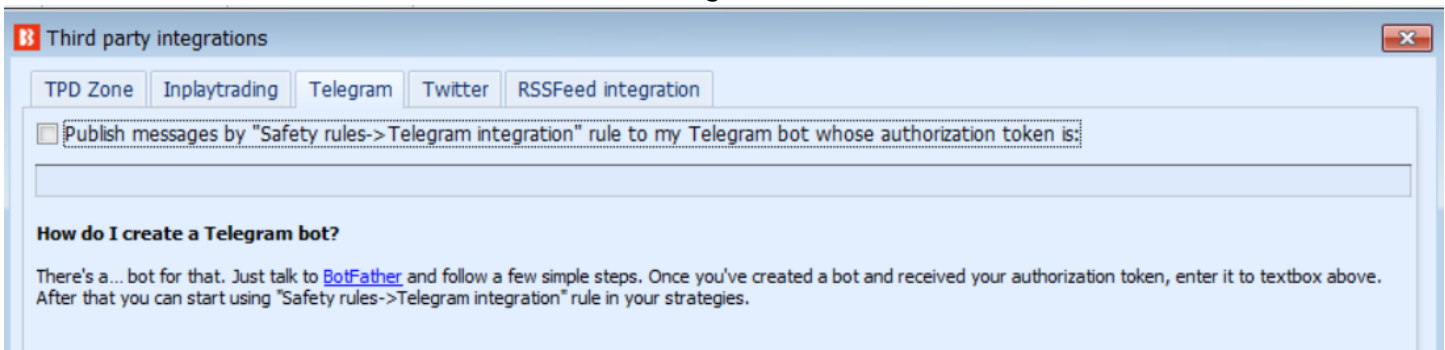 Third party integrations
TPD Zone Inplaytrading Telegram Twitter RSSFeed integration
Publish messages by "Safety rules->Telegram integration" rule to my Telegram bot whose authorization token is:
How do I create a Telegram bot?
There's a... bot for that. Just talk to BotFather and follow a few simple steps. Once you've created a bot and received your authorization token, enter it to textbox above.
After that you can start using "Safety rules->Telegram integration" rule in your strategies.